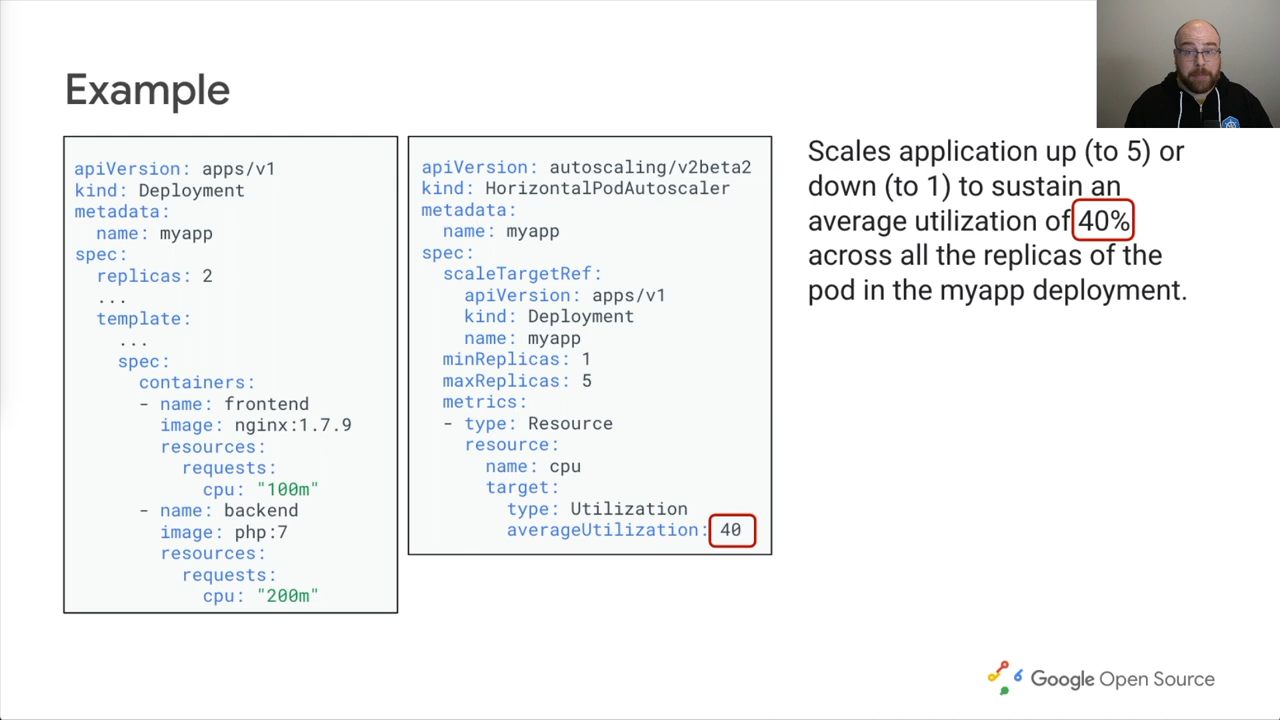 Example
apiVersion: apps/v1
kind: Deployment
metadata:
  name: myapp
spec:
  replicas: 2
  ...
  template:
    ...
    spec:
      containers:
      - name: frontend
        image: nginx:1.7.9
        resources:
          requests:
            cpu: "100m"
      - name: backend
        image: php:7
        resources:
          requests:
            cpu: "200m"
apiVersion: autoscaling/v2beta2
kind: HorizontalPodAutoscaler
metadata:
  name: myapp
spec:
  scaleTargetRef:
    apiVersion: apps/v1
    kind: Deployment
    name: myapp
  minReplicas: 1
  maxReplicas: 5
  metrics:
  - type: Resource
    resource:
      name: cpu
      target:
        type: Utilization
        averageUtilization: 40
Scales application up (to 5) or
down (to 1) to sustain an
average utilization of 40%
across all the replicas of the
pod in the myapp deployment.
Google Open Source